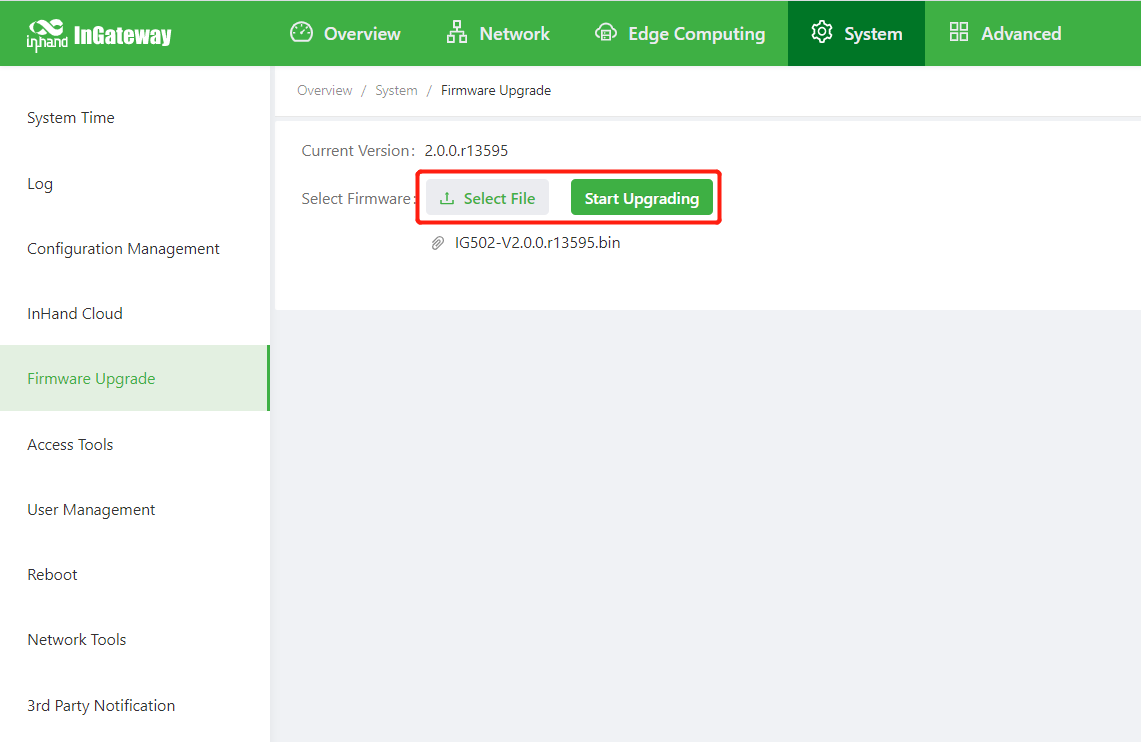 inhand InGateway Overview Network Edge Computing System Advanced
System Time
Log
Configuration Management
InHand Cloud
Firmware Upgrade
Access Tools
User Management
Reboot
Network Tools
3rd Party Notification
Overview / System / Firmware Upgrade
Current Version: 2.0.0.r13595
Select Firmware: Select File Start Upgrading
IG502-V2.0.0.r13595.bin